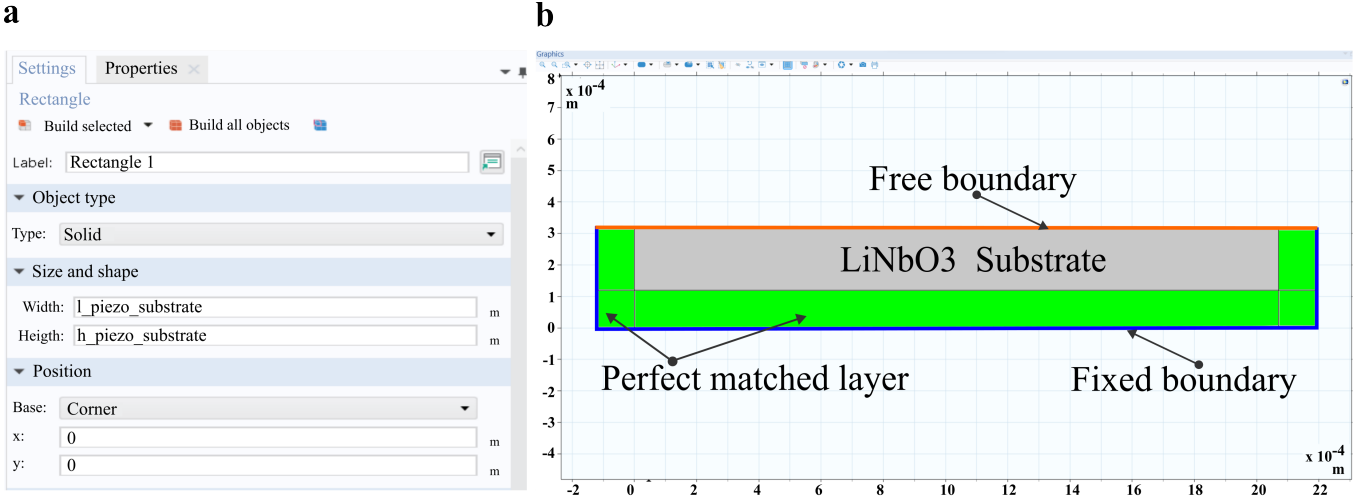 a
Settings
Properties
Rectangle
Build selected
Build all objects
Label:
Rectangle 1
Object type
Type:
Solid
Size and shape
Width:
l_piezo_substrate
m
Heigth:
h_piezo_substrate
m
Position
Base:
Corner
x:
0
m
y:
0
m
b
Graphics
x 10-4
m
8
7
6
5
4
3
2
1
0
-1
-2
-3
-4
Free boundary
LiNbO3 Substrate
Perfect matched layer
Fixed boundary
x 10-4
m
-2
0
2
4
6
8
10
12
14
16
18
20
22